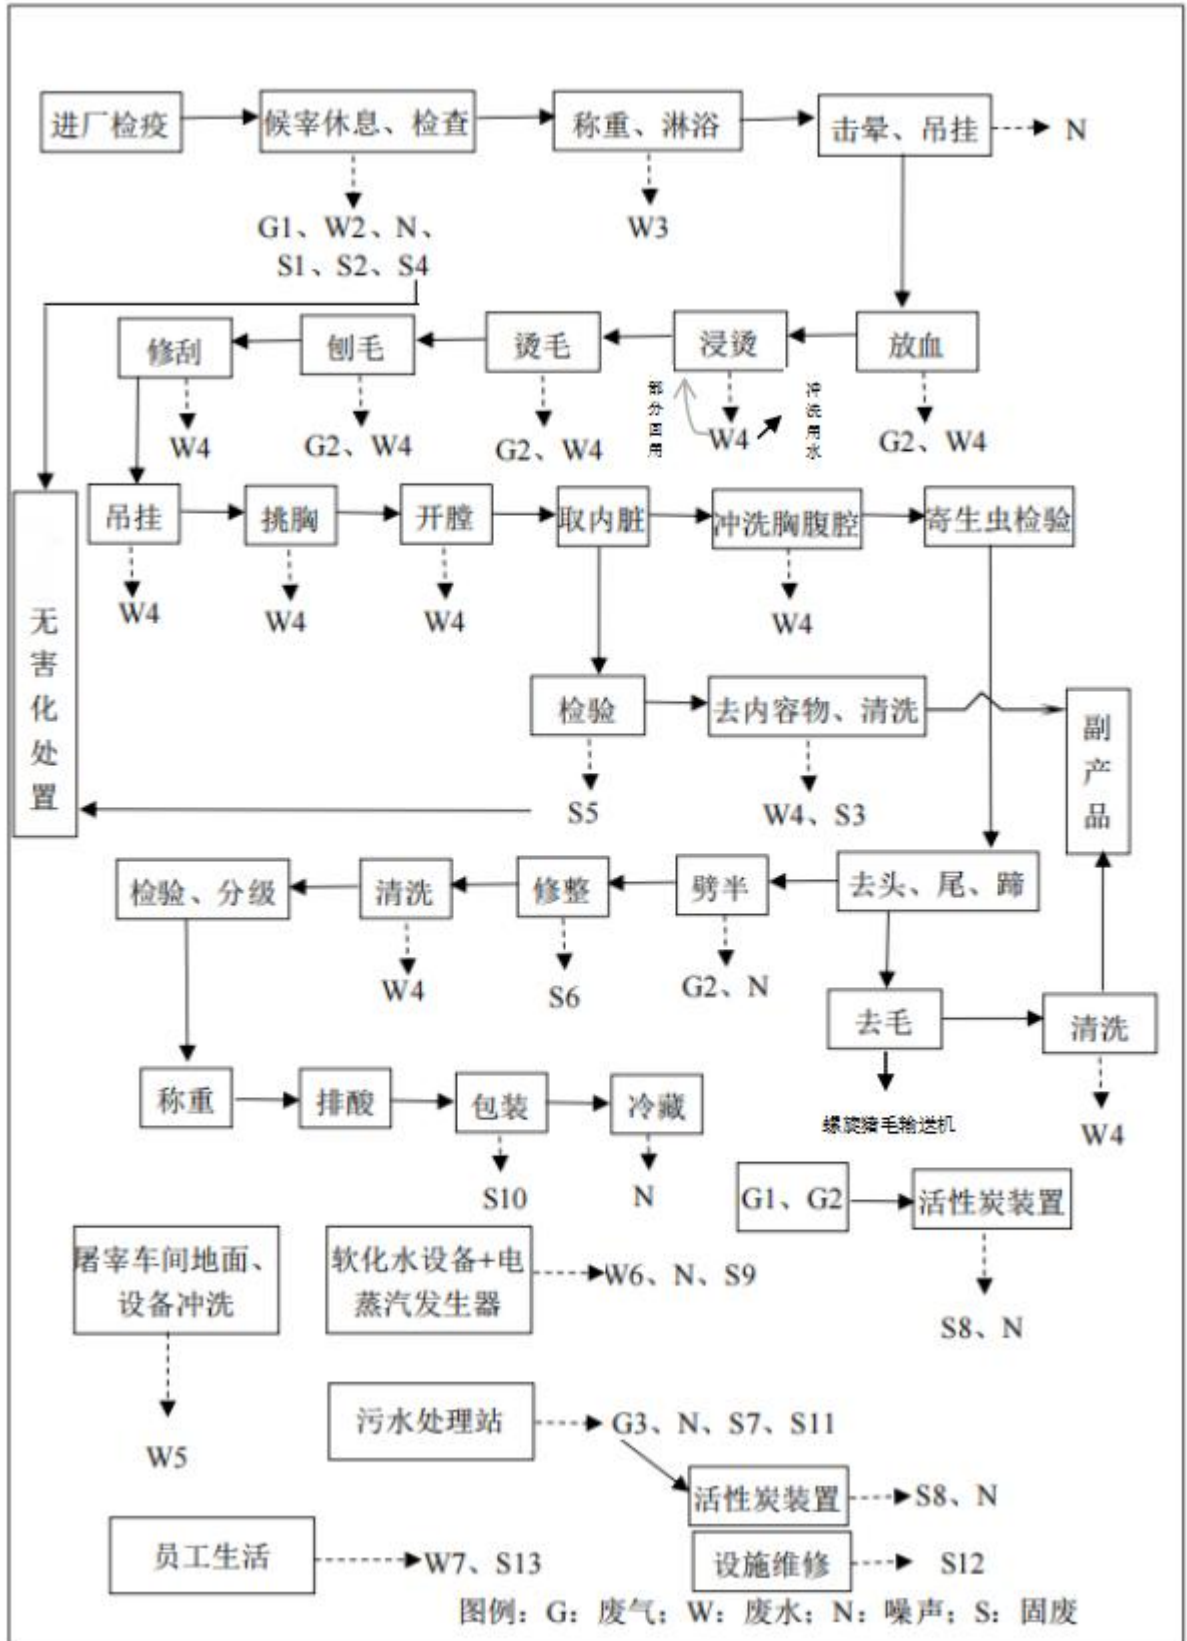 进厂检疫
候宰休息、检查
称重、淋浴
击晕、吊挂
N
G1、W2、N、
S1、S2、S4
W3
修刮
刨毛
烫毛
浸烫
放血
W4
G2、W4
G2、W4
部分回用
W4
冲洗用水
G2、W4
吊挂
挑胸
开膛
取内脏
冲洗胸腹腔
寄生虫检验
W4
W4
W4
W4
无害化处置
检验
去内容物、清洗
副产品
S5
W4、S3
检验、分级
清洗
修整
劈半
去头、尾、蹄
W4
S6
G2、N
去毛
清洗
称重
排酸
包装
冷藏
螺旋猪毛输送机
W4
S10
N
G1、G2
活性炭装置
屠宰车间地面、
设备冲洗
软化水设备+电
蒸汽发生器
W6、N、S9
S8、N
W5
污水处理站
G3、N、S7、S11
活性炭装置
S8、N
员工生活
W7、S13
设施维修
S12
图例：G：废气；W：废水；N：噪声；S：固废